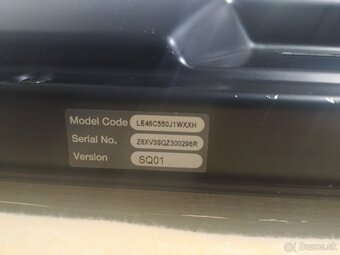 Model Code LE46C550J1WXXH
Serial No. Z6XV3SQZ300296R
Version SQ01
bazos.sk